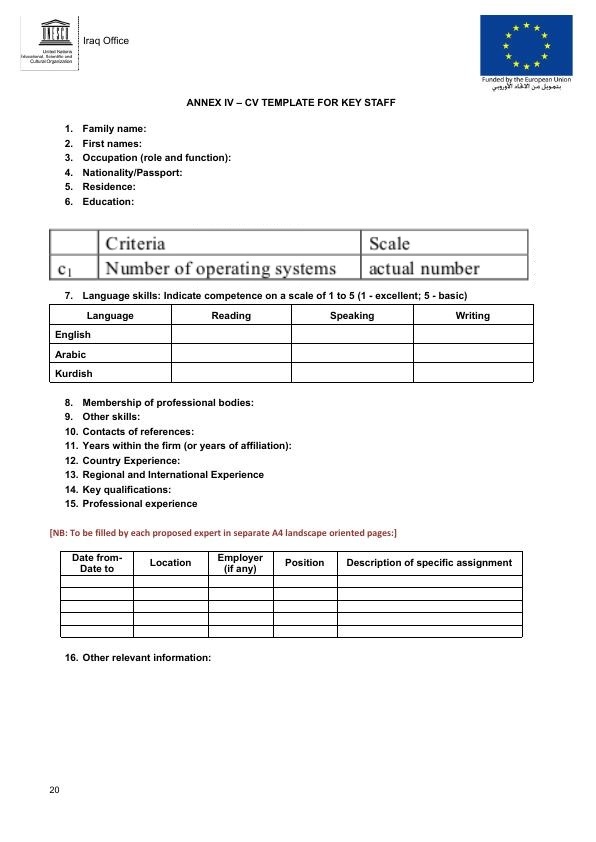 UNESCO
United Nations
Educational, Scientific and
Cultural Organization
Iraq Office
Funded by the European Union
بتمويل من الاتحاد الأوروبي
ANNEX IV – CV TEMPLATE FOR KEY STAFF
1. Family name:
2. First names:
3. Occupation (role and function):
4. Nationality/Passport:
5. Residence:
6. Education:
Criteria Scale
c1 Number of operating systems actual number
7. Language skills: Indicate competence on a scale of 1 to 5 (1 - excellent; 5 - basic)
Language Reading Speaking Writing
English
Arabic
Kurdish
8. Membership of professional bodies:
9. Other skills:
10. Contacts of references:
11. Years within the firm (or years of affiliation):
12. Country Experience:
13. Regional and International Experience
14. Key qualifications:
15. Professional experience
[NB: To be filled by each proposed expert in separate A4 landscape oriented pages:]
Date from- Date to Location Employer (if any) Position Description of specific assignment
16. Other relevant information:
20